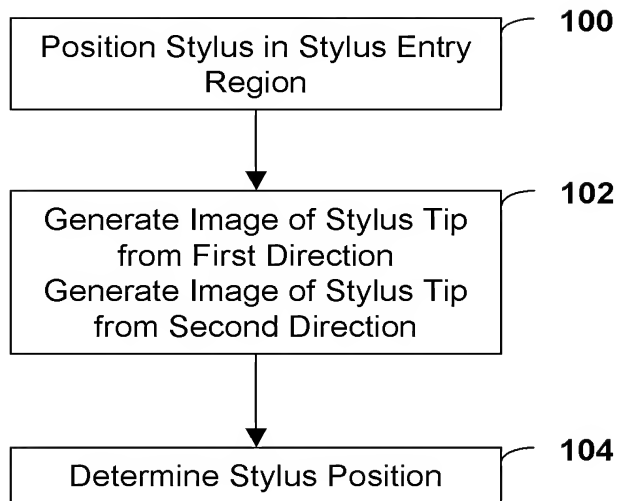 100
Position Stylus in Stylus Entry
Region
102
Generate Image of Stylus Tip
from First Direction
Generate Image of Stylus Tip
from Second Direction
104
Determine Stylus Position